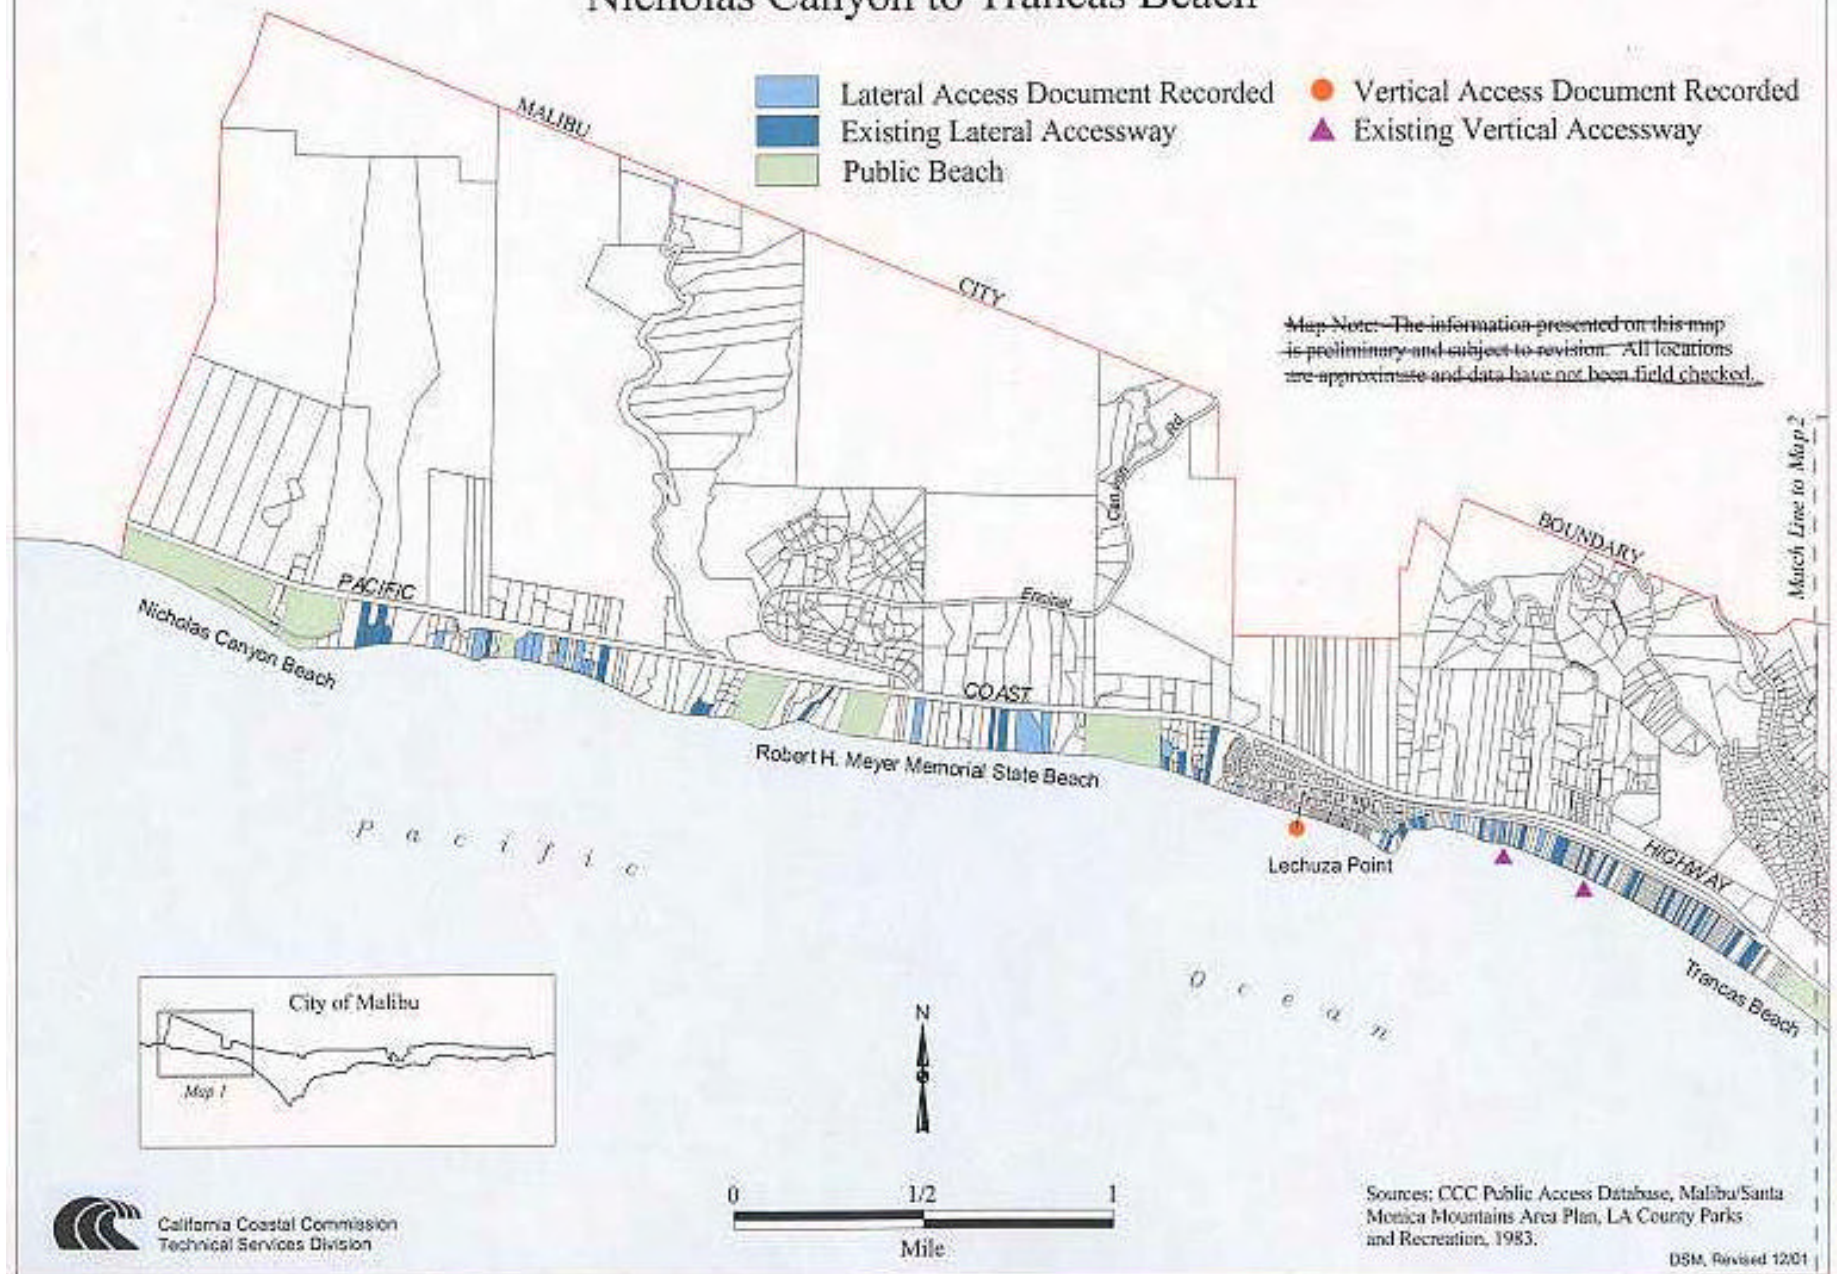 Nicholas Canyon to Trancas Beach
Lateral Access Document Recorded
Existing Lateral Accessway
Public Beach
Vertical Access Document Recorded
Existing Vertical Accessway
MALIBU
CITY
BOUNDARY
Map Note: The information presented on this map
is preliminary and subject to revision. All locations
are approximate and data have not been field checked.
Match Line to Map 2
Canyon
Rd
Encinal
PACIFIC
COAST
HIGHWAY
Nicholas Canyon Beach
Robert H. Meyer Memorial State Beach
Lechuza Point
Trancas Beach
Pacific
Ocean
City of Malibu
Map 1
N
0 1/2 1
Mile
California Coastal Commission
Technical Services Division
Sources: CCC Public Access Database, Malibu/Santa
Monica Mountains Area Plan, LA County Parks
and Recreation, 1983.
DSM, Revised 12/01